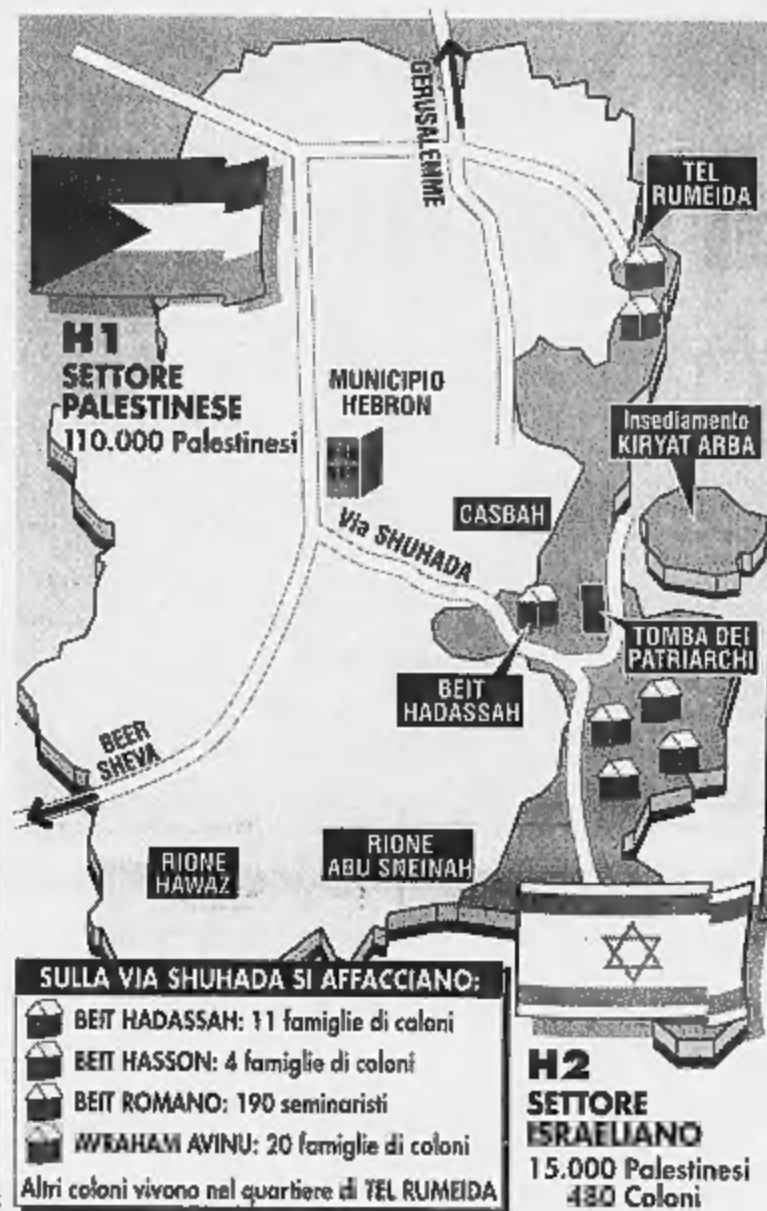 GERUSALEMME
TEL
RUMEIDA
H1
SETTORE
PALESTINESE
110.000 Palestinesi
MUNICIPIO
HEBRON
Insediamento
KIRYAT ARBA
CASBAH
Via SHUHADA
TOMBA DEI
PATRIARCHI
BEIT
HADASSAH
BEER
SHEVA
RIONE
HAWAZ
RIONE
ABU SNEINAH
SULLA VIA SHUHADA SI AFFACCIANO:
BEIT HADASSAH: 11 famiglie di coloni
BEIT HASSON: 4 famiglie di coloni
BEIT ROMANO: 190 seminaristi
AVRAHAM AVINU: 20 famiglie di coloni
Altri coloni vivono nel quartiere di TEL RUMEIDA
H2
SETTORE
ISRAELIANO
15.000 Palestinesi
480 Coloni